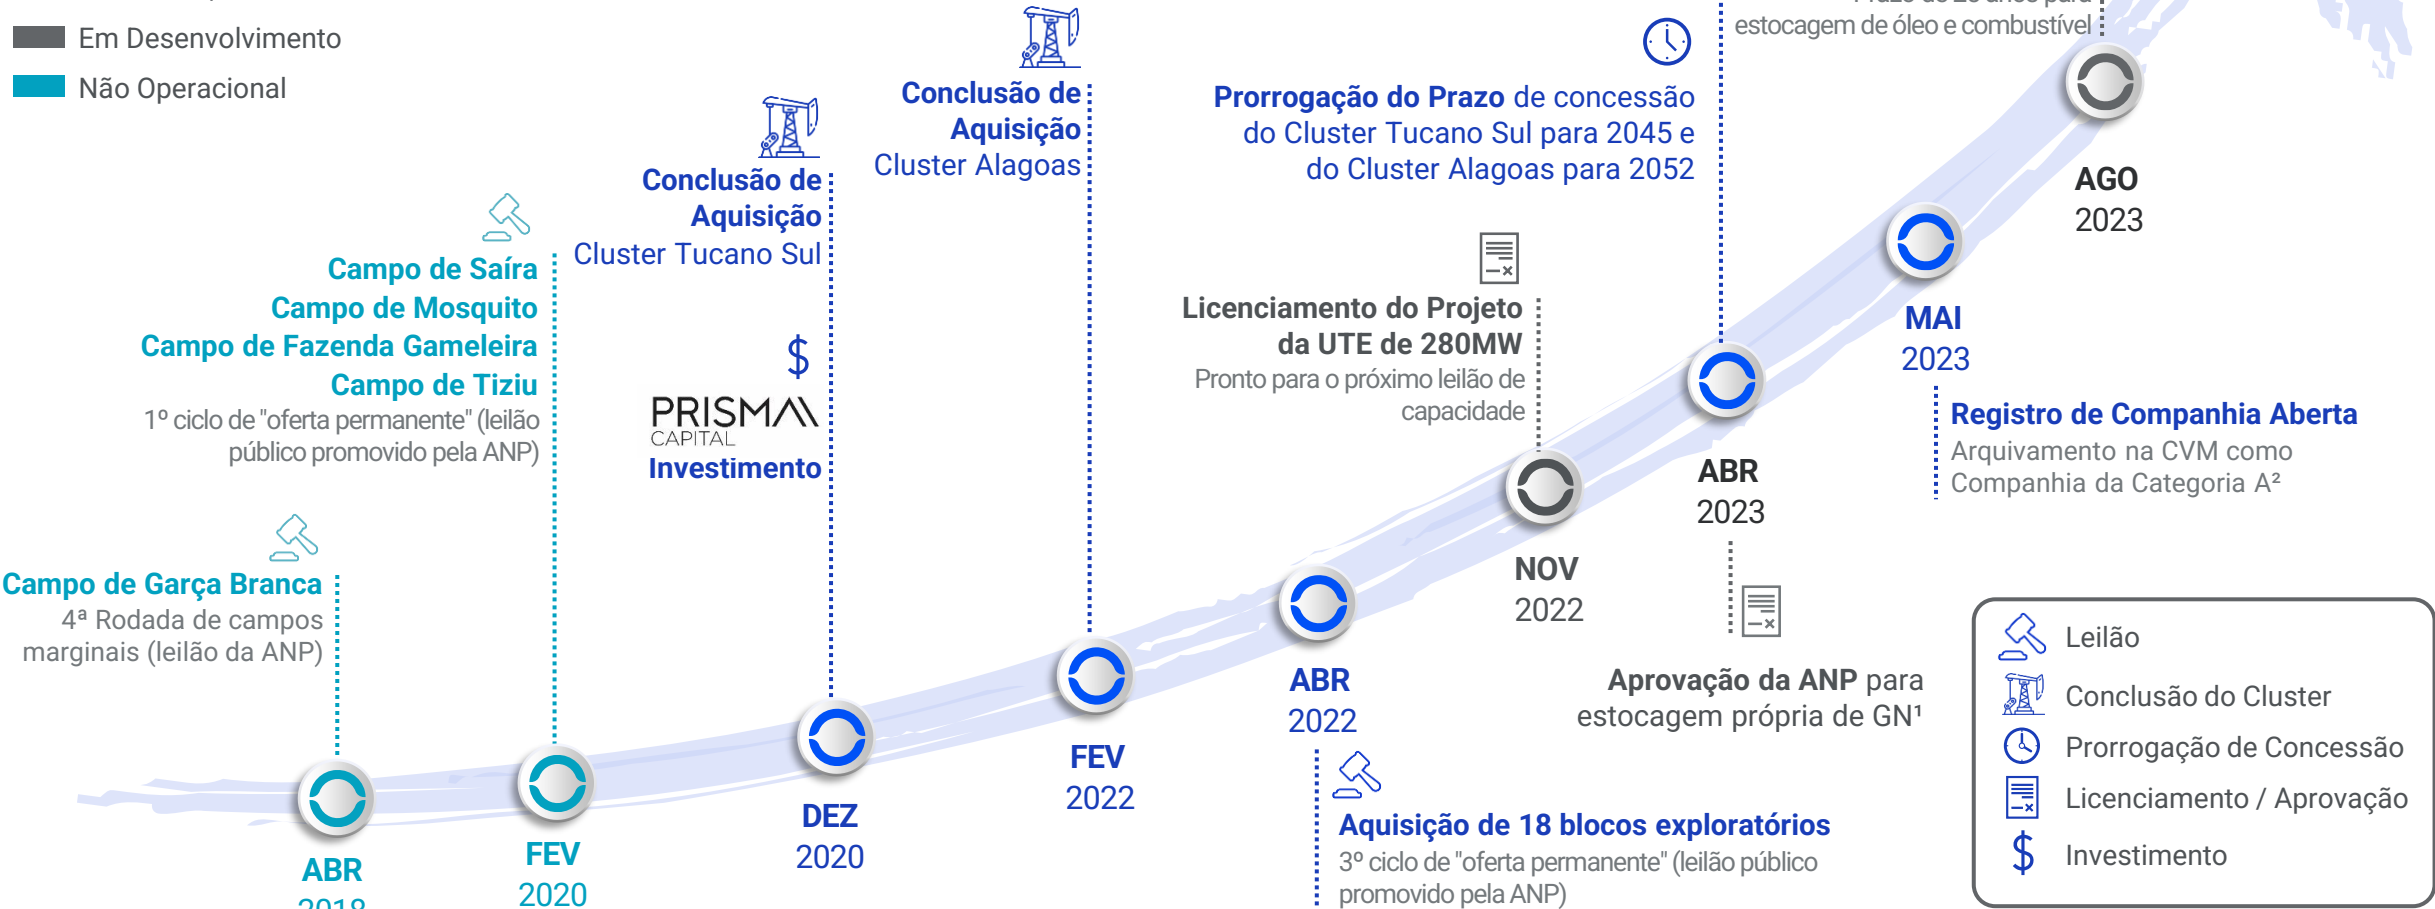 Em Desenvolvimento
Não Operacional
Campo de Garça Branca
4ª Rodada de campos
marginais (leilão da ANP)
ABR
2018
Campo de Saíra
Campo de Mosquito
Campo de Fazenda Gameleira
Campo de Tiziu
1º ciclo de "oferta permanente" (leilão
público promovido pela ANP)
FEV
2020
Conclusão de
Aquisição
Cluster Tucano Sul
$
PRISMA
CAPITAL
Investimento
DEZ
2020
Conclusão de
Aquisição
Cluster Alagoas
FEV
2022
ABR
2022
Aquisição de 18 blocos exploratórios
3º ciclo de "oferta permanente" (leilão público
promovido pela ANP)
Licenciamento do Projeto
da UTE de 280MW
Pronto para o próximo leilão de
capacidade
NOV
2022
Prorrogação do Prazo de concessão
do Cluster Tucano Sul para 2045 e
do Cluster Alagoas para 2052
ABR
2023
Aprovação da ANP para
estocagem própria de GN¹
MAI
2023
Registro de Companhia Aberta
Arquivamento na CVM como
Companhia da Categoria A²
Prazo de 20 anos para
estocagem de óleo e combustível
AGO
2023
Leilão
Conclusão do Cluster
Prorrogação de Concessão
Licenciamento / Aprovação
$ Investimento